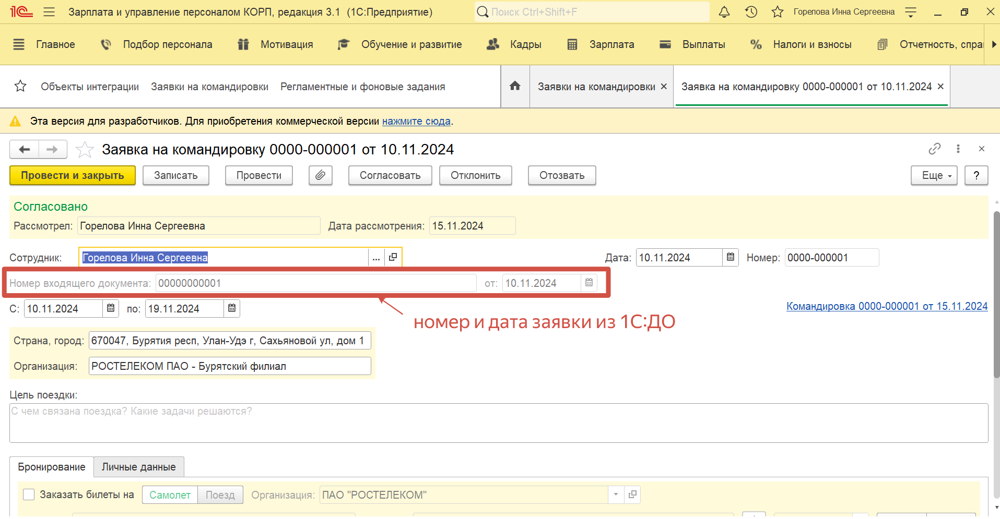 1С Зарплата и управление персоналом КОРП, редакция 3.1 (1С:Предприятие) Поиск Ctrl+Shift+F Горелова Инна Сергеевна
Главное Подбор персонала Мотивация Обучение и развитие Кадры Зарплата Выплаты % Налоги и взносы Отчетность, спра
Объекты интеграции Заявки на командировки Регламентные и фоновые задания Заявки на командировки × Заявка на командировку 0000-000001 от 10.11.2024 ×
Эта версия для разработчиков. Для приобретения коммерческой версии нажмите сюда.
Заявка на командировку 0000-000001 от 10.11.2024
Провести и закрыть Записать Провести Согласовать Отклонить Отозвать Еще ?
Согласовано
Рассмотрел: Горелова Инна Сергеевна Дата рассмотрения: 15.11.2024
Сотрудник: Горелова Инна Сергеевна ... Дата: 10.11.2024 Номер: 0000-000001
Номер входящего документа: 00000000001 от: 10.11.2024
С: 10.11.2024 по: 19.11.2024 Командировка 0000-000001 от 15.11.2024
номер и дата заявки из 1С:ДО
Страна, город: 670047, Бурятия респ, Улан-Удэ г, Сахьяновой ул, дом 1
Организация: РОСТЕЛЕКОМ ПАО - Бурятский филиал
Цель поездки:
С чем связана поездка? Какие задачи решаются?
Бронирование Личные данные
Заказать билеты на Самолет Поезд Организация: ПАО "РОСТЕЛЕКОМ"